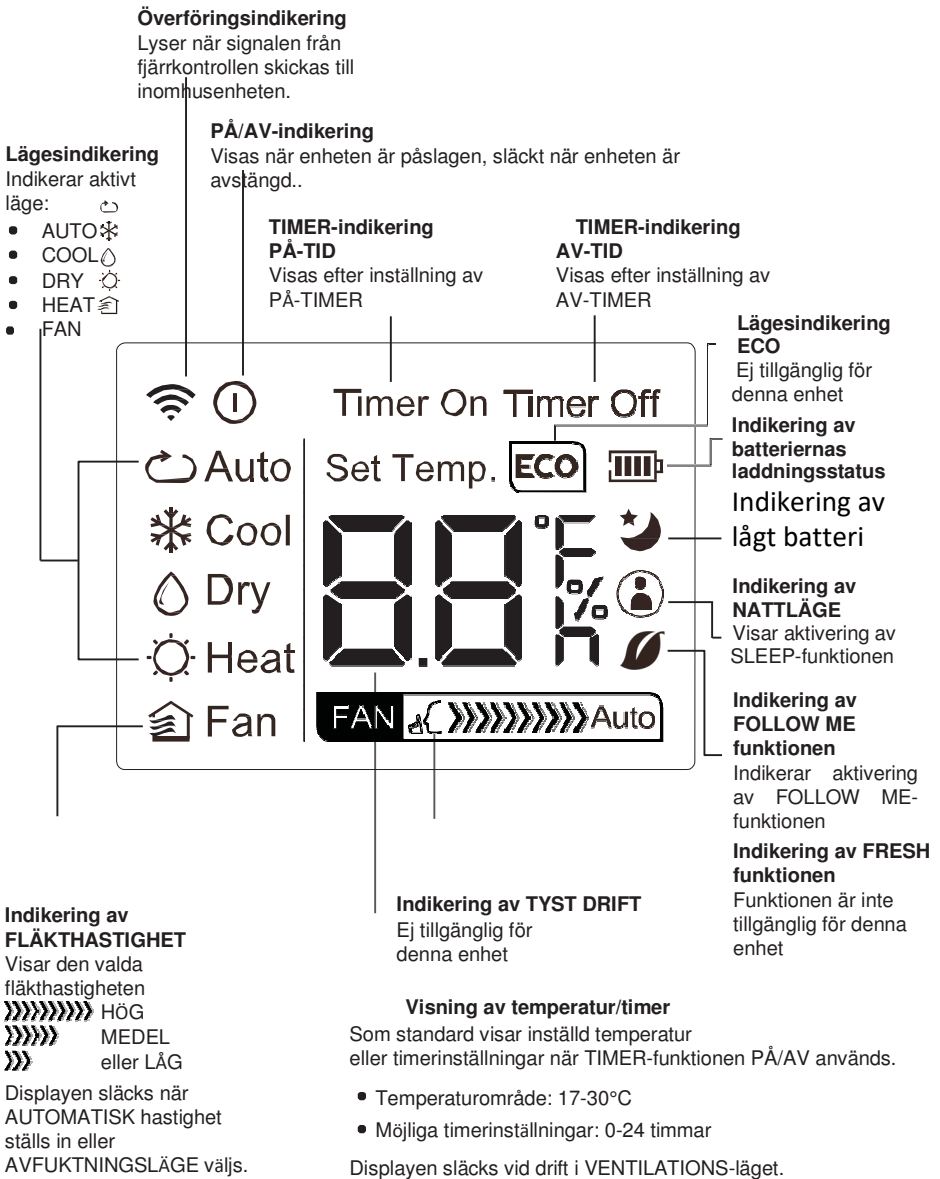 Överföringsindikering
Lyser när signalen från
fjärrkontrollen skickas till
inomhusenheten.
PÅ/AV-indikering
Visas när enheten är påslagen, släckt när enheten är
avstängd..
Lägesindikering
Indikerar aktivt
läge:
• AUTO
• COOL
• DRY
• HEAT
• FAN
TIMER-indikering
PÅ-TID
Visas efter inställning av
PÅ-TIMER
TIMER-indikering
AV-TID
Visas efter inställning av
AV-TIMER
Lägesindikering
ECO
Ej tillgänglig för
denna enhet
Indikering av
batteriernas
laddningsstatus
Indikering av
lågt batteri
Indikering av
NATTLÄGE
Visar aktivering av
SLEEP-funktionen
Indikering av
FOLLOW ME
funktionen
Indikerar aktivering
av FOLLOW ME-
funktionen
Indikering av FRESH
funktionen
Funktionen är inte
tillgänglig för denna
enhet
Timer On Timer Off
Auto
Set Temp. ECO
Cool
Dry
Heat
Fan
8.8 °F % h
FAN Auto
Indikering av TYST DRIFT
Ej tillgänglig för
denna enhet
Indikering av
FLÄKTHASTIGHET
Visar den valda
fläkthastigheten
HÖG
MEDEL
eller LÅG
Displayen släcks när
AUTOMATISK hastighet
ställs in eller
AVFUKTNINGSLÄGE väljs.
Visning av temperatur/timer
Som standard visar inställd temperatur
eller timerinställningar när TIMER-funktionen PÅ/AV används.
• Temperaturområde: 17-30°C
• Möjliga timerinställningar: 0-24 timmar
Displayen släcks vid drift i VENTILATIONS-läget.